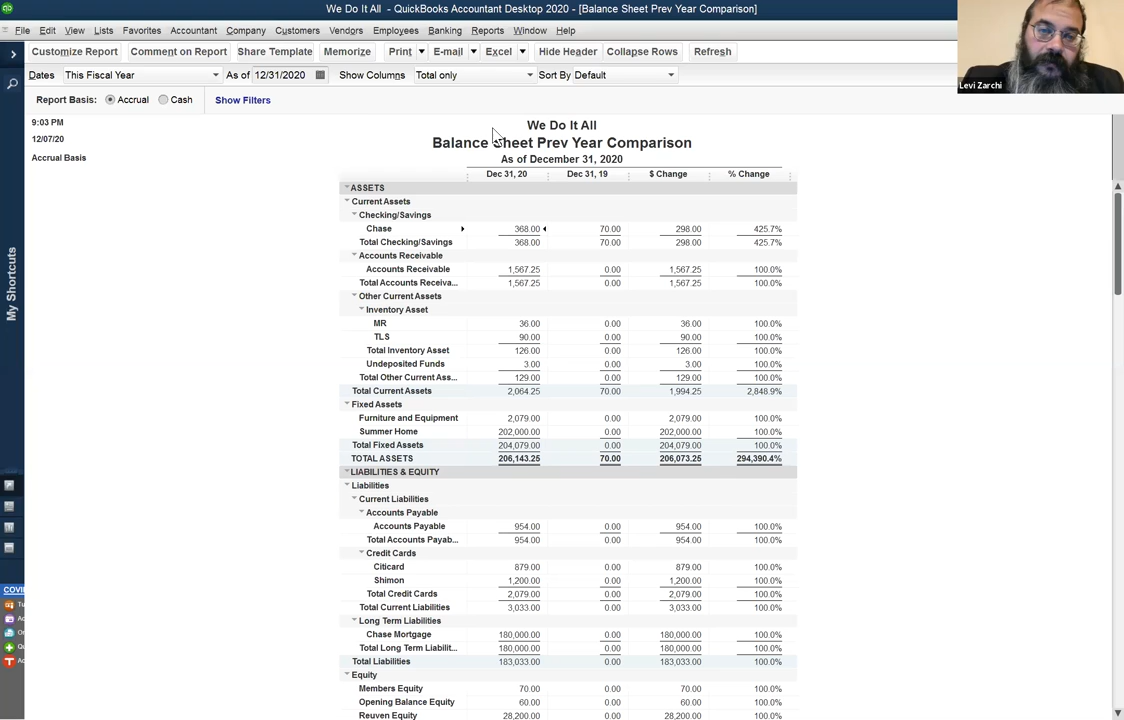 We Do It All - QuickBooks Accountant Desktop 2020 - [Balance Sheet Prev Year Comparison]
File Edit View Lists Favorites Accountant Company Customers Vendors Employees Banking Reports Window Help
Customize Report Comment on Report Share Template Memorize Print E-mail Excel Hide Header Collapse Rows Refresh
Dates This Fiscal Year As of 12/31/2020 Show Columns Total only Sort By Default
Levi Zarchi
Report Basis: Accrual Cash Show Filters
9:03 PM
12/07/20
Accrual Basis
My Shortcuts
We Do It All
Balance Sheet Prev Year Comparison
As of December 31, 2020
Dec 31, 20 Dec 31, 19 $ Change % Change
ASSETS
Current Assets
Checking/Savings
Chase 368.00 70.00 298.00 425.7%
Total Checking/Savings 368.00 70.00 298.00 425.7%
Accounts Receivable
Accounts Receivable 1,567.25 0.00 1,567.25 100.0%
Total Accounts Receiva... 1,567.25 0.00 1,567.25 100.0%
Other Current Assets
Inventory Asset
MR 36.00 0.00 36.00 100.0%
TLS 90.00 0.00 90.00 100.0%
Total Inventory Asset 126.00 0.00 126.00 100.0%
Undeposited Funds 3.00 0.00 3.00 100.0%
Total Other Current Ass... 129.00 0.00 129.00 100.0%
Total Current Assets 2,064.25 70.00 1,994.25 2,848.9%
Fixed Assets
Furniture and Equipment 2,079.00 0.00 2,079.00 100.0%
Summer Home 202,000.00 0.00 202,000.00 100.0%
Total Fixed Assets 204,079.00 0.00 204,079.00 100.0%
TOTAL ASSETS 206,143.25 70.00 206,073.25 294,390.4%
LIABILITIES & EQUITY
Liabilities
Current Liabilities
Accounts Payable
Accounts Payable 954.00 0.00 954.00 100.0%
Total Accounts Payab... 954.00 0.00 954.00 100.0%
Credit Cards
Citicard 879.00 0.00 879.00 100.0%
Shimon 1,200.00 0.00 1,200.00 100.0%
Total Credit Cards 2,079.00 0.00 2,079.00 100.0%
Total Current Liabilities 3,033.00 0.00 3,033.00 100.0%
Long Term Liabilities
Chase Mortgage 180,000.00 0.00 180,000.00 100.0%
Total Long Term Liabilit... 180,000.00 0.00 180,000.00 100.0%
Total Liabilities 183,033.00 0.00 183,033.00 100.0%
Equity
Members Equity 70.00 0.00 70.00 100.0%
Opening Balance Equity 60.00 0.00 60.00 100.0%
Reuven Equity 28,200.00 0.00 28,200.00 100.0%
COVI
Tu
Ac
Or
Qu
Ac